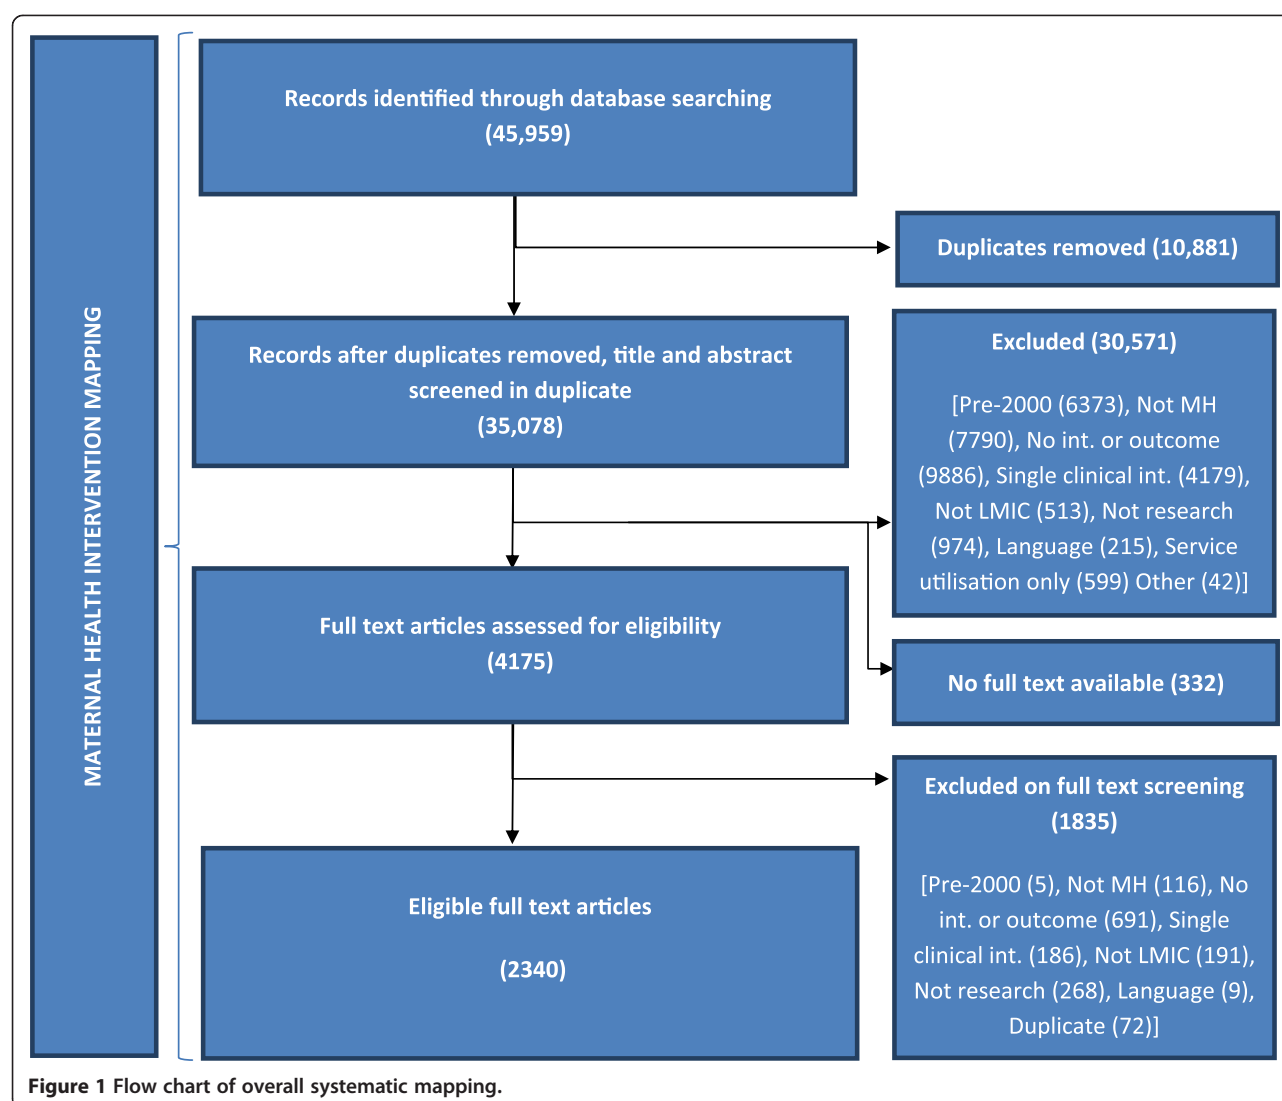 MATERNAL HEALTH INTERVENTION MAPPING
Records identified through database searching
(45,959)
Duplicates removed (10,881)
Records after duplicates removed, title and abstract
screened in duplicate
(35,078)
Excluded (30,571)
[Pre-2000 (6373), Not MH
(7790), No int. or outcome
(9886), Single clinical int. (4179),
Not LMIC (513), Not research
(974), Language (215), Service
utilisation only (599) Other (42)]
Full text articles assessed for eligibility
(4175)
No full text available (332)
Excluded on full text screening
(1835)
[Pre-2000 (5), Not MH (116), No
int. or outcome (691), Single
clinical int. (186), Not LMIC (191),
Not research (268), Language (9),
Duplicate (72)]
Eligible full text articles
(2340)
Figure 1 Flow chart of overall systematic mapping.